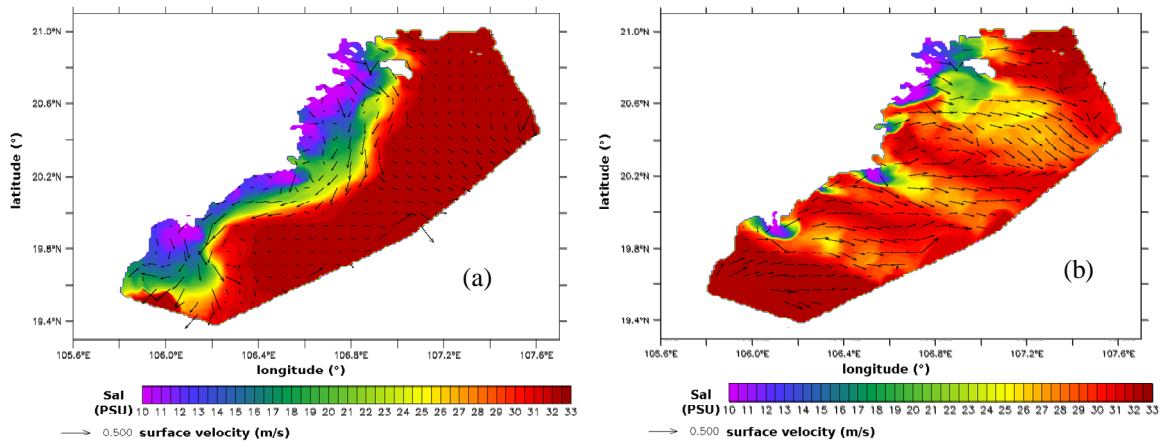 Sal
21.0°N
20.6°N
20.2°N
19.8°N
19.4°N
latitude (°)
(a)
105.6°E 106.0°E 106.4°E 106.8°E 107.2°E 107.6°E
longitude (°)
Sal
(PSU)
10 11 12 13 14 15 16 17 18 19 20 21 22 23 24 25 26 27 28 29 30 31 32 33
0.500 surface velocity (m/s)
Sal
21.0°N
20.6°N
20.2°N
19.8°N
19.4°N
latitude (°)
(b)
105.6°E 106.0°E 106.4°E 106.8°E 107.2°E 107.6°E
longitude (°)
Sal
(PSU)
10 11 12 13 14 15 16 17 18 19 20 21 22 23 24 25 26 27 28 29 30 31 32 33
0.500 surface velocity (m/s)